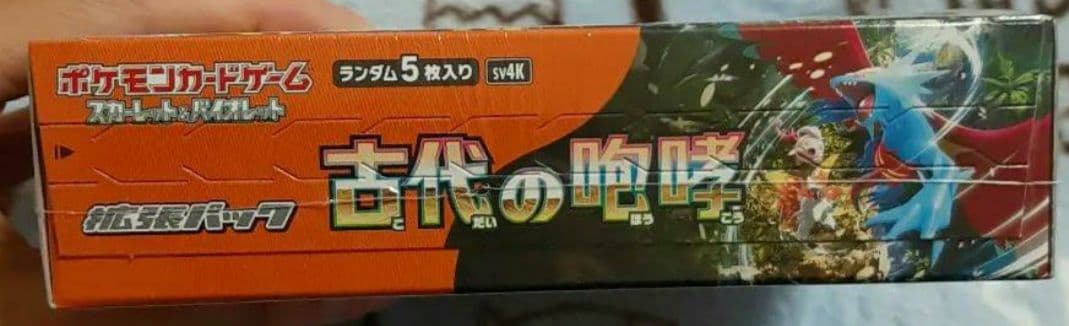 ポケモンカードゲーム
スカーレット&バイオレット
ランダム5枚入り
SV4K
拡張パック
古代の咆哮
こ だい ほう こう